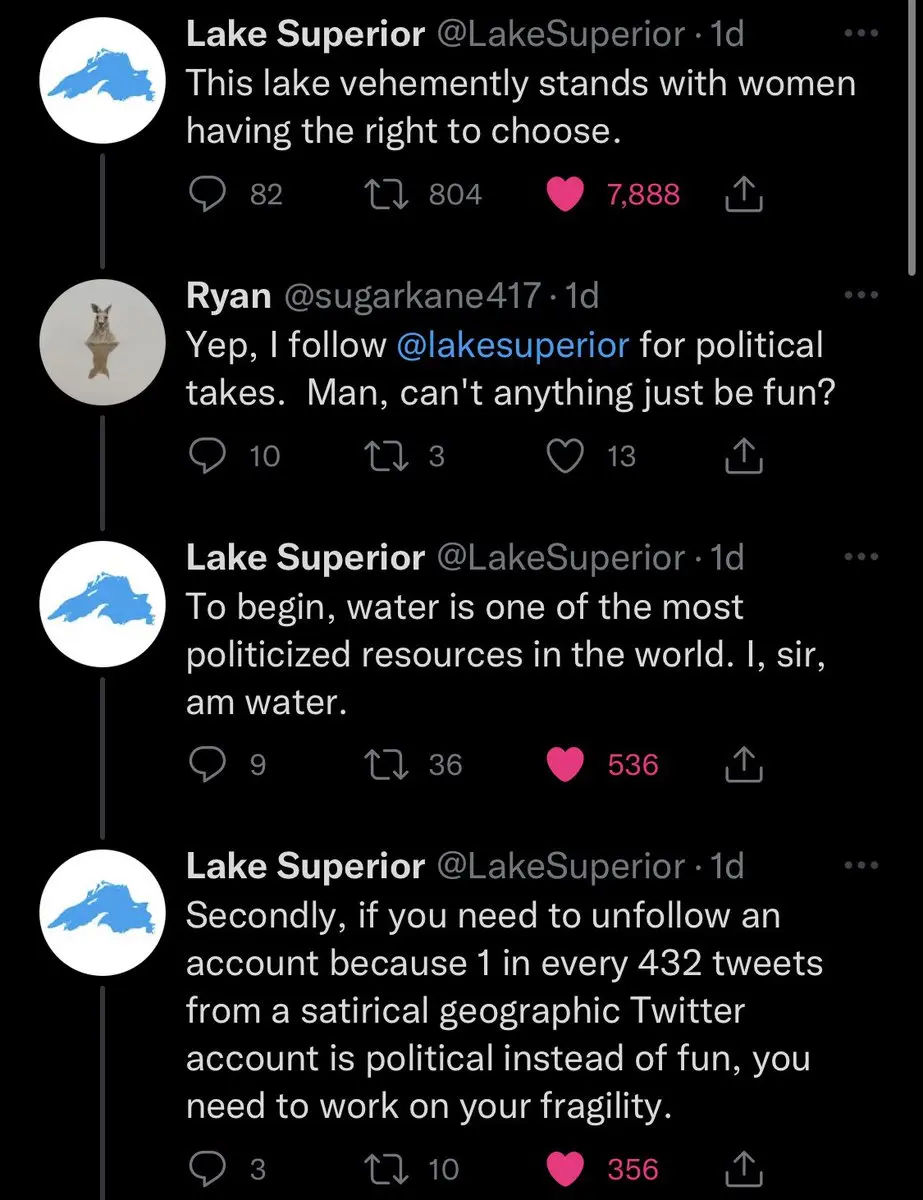 Lake Superior @LakeSuperior · 1d
This lake vehemently stands with women
having the right to choose.
82 804 7,888
Ryan @sugarkane417 · 1d
Yep, I follow @lakesuperior for political
takes.  Man, can't anything just be fun?
10 3 13
Lake Superior @LakeSuperior · 1d
To begin, water is one of the most
politicized resources in the world. I, sir,
am water.
9 36 536
Lake Superior @LakeSuperior · 1d
Secondly, if you need to unfollow an
account because 1 in every 432 tweets
from a satirical geographic Twitter
account is political instead of fun, you
need to work on your fragility.
3 10 356